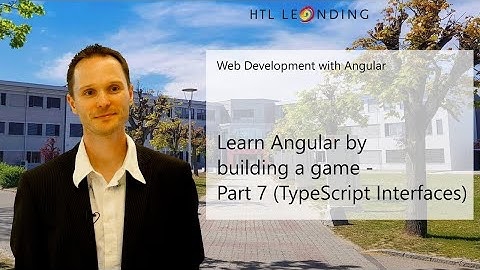 HTL LEONDING
Web Development with Angular
Learn Angular by
building a game -
Part 7 (TypeScript Interfaces)